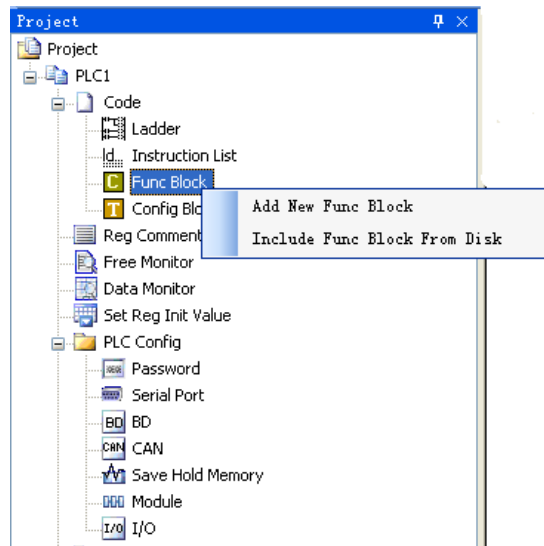 Project
Project
PLC1
Code
Ladder
Instruction List
Func Block
Config Blo
Add New Func Block
Reg Comment
Include Func Block From Disk
Free Monitor
Data Monitor
Set Reg Init Value
PLC Config
Password
Serial Port
BD BD
CAN CAN
Save Hold Memory
Module
I/O I/O